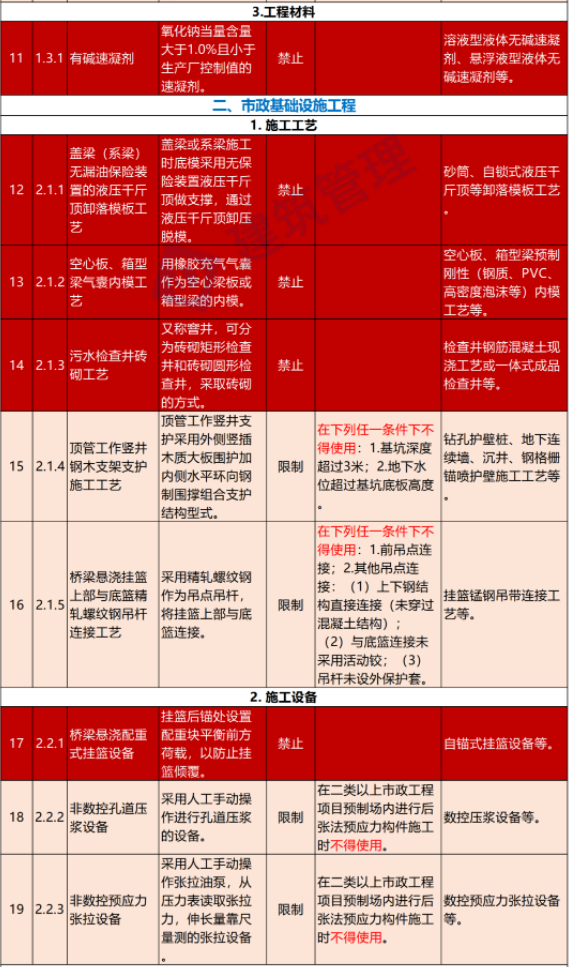 3.工程材料
11
1.3.1
有碱速凝剂
氧化钠当量含量
大于1.0%且小于
生产厂控制值的
速凝剂。
禁止
溶液型液体无碱速凝
剂、悬浮液型液体无
碱速凝剂等。
二、市政基础设施工程
1. 施工工艺
12
2.1.1
盖梁（系梁）
无漏油保险装
置的液压千斤
顶卸落模板工
艺
盖梁或系梁施工
时底模采用无保
险装置液压千斤
顶做支撑，通过
液压千斤顶卸压
脱模。
禁止
砂筒、自锁式液压千
斤顶等卸落模板工艺
。
13
2.1.2
空心板、箱型
梁气囊内模工
艺
用橡胶充气气囊
作为空心梁板或
箱型梁的内模。
禁止
空心板、箱型梁预制
刚性（钢质、PVC、
高密度泡沫等）内模
工艺等。
14
2.1.3
污水检查井砖
砌工艺
又称窨井，可分
为砖砌矩形检查
井和砖砌圆形检
查井，采取砖砌
的方式。
禁止
检查井钢筋混凝土现
浇工艺或一体式成品
检查井等。
15
2.1.4
顶管工作竖井
钢木支架支护
施工工艺
顶管工作竖井支
护采用外侧竖插
木质大板围护加
内侧水平环向钢
制围撑组合支护
结构型式。
限制
在下列任一条件下不
得使用：1.基坑深度
超过3米；2.地下水
位超过基坑底板高度
。
钻孔护壁桩、地下连
续墙、沉井、钢格栅
锚喷护壁施工工艺等
。
16
2.1.5
桥梁悬浇挂篮
上部与底篮精
轧螺纹钢吊杆
连接工艺
采用精轧螺纹钢
作为吊点吊杆，
将挂篮上部与底
篮连接。
限制
在下列任一条件下不
得使用：1.前吊点连
接；2.其他吊点连
接：（1）上下钢结
构直接连接（未穿过
混凝土结构）；
（2）与底篮连接未
采用活动铰；（3）
吊杆未设外保护套。
挂篮锰钢吊带连接工
艺等。
2. 施工设备
17
2.2.1
桥梁悬浇配重
式挂篮设备
挂篮后锚处设置
配重块平衡前方
荷载，以防止挂
篮倾覆。
禁止
自锚式挂篮设备等。
18
2.2.2
非数控孔道压
浆设备
采用人工手动操
作进行孔道压浆
的设备。
限制
在二类以上市政工程
项目预制场内进行后
张法预应力构件施工
时不得使用。
数控压浆设备等。
19
2.2.3
非数控预应力
张拉设备
采用人工手动操
作张拉油泵，从
压力表读取张拉
力，伸长量靠尺
量测的张拉设备
。
限制
在二类以上市政工程
项目预制场内进行后
张法预应力构件施工
时不得使用。
数控预应力张拉设备
等。
建筑管理